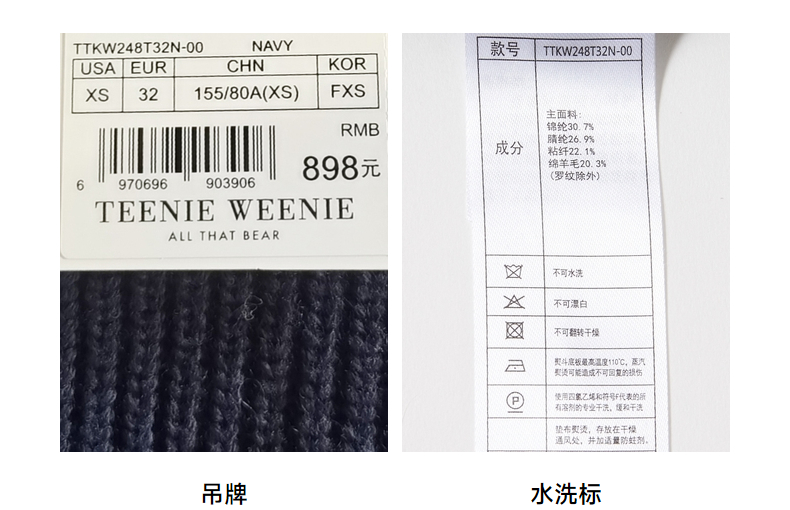 TTKW248T32N-00 NAVY
USA EUR CHN KOR
XS 32 155/80A(XS) FXS
RMB
898元
6 970696 903906
TEENIE WEENIE
ALL THAT BEAR
吊牌
款号 TTKW248T32N-00
成分
主面料:
锦纶30.7%
腈纶26.9%
粘纤22.1%
绵羊毛20.3%
(罗纹除外)
不可水洗
不可漂白
不可翻转干燥
熨斗底板最高温度110℃, 蒸汽
熨烫可能造成不可回复的损伤
P
使用四氯乙烯和符号F代表的所
有溶剂的专业干洗, 缓和干洗
垫布熨烫, 存放在干燥
通风处, 并加适量防蛀剂。
水洗标